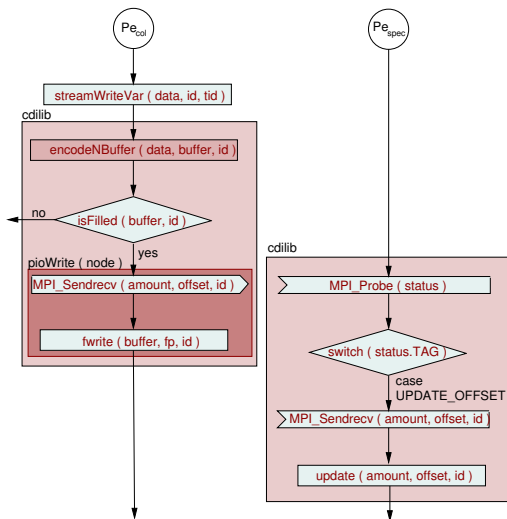 Pe_col
streamWriteVar ( data, id, tid )
cdilib
encodeNBuffer ( data, buffer, id )
no
isFilled ( buffer, id )
yes
pioWrite ( node )
MPI_Sendrecv ( amount, offset, id )
fwrite ( buffer, fp, id )
Pe_spec
cdilib
MPI_Probe ( status )
switch ( status.TAG )
case
UPDATE_OFFSET
MPI_Sendrecv ( amount, offset, id )
update ( amount, offset, id )